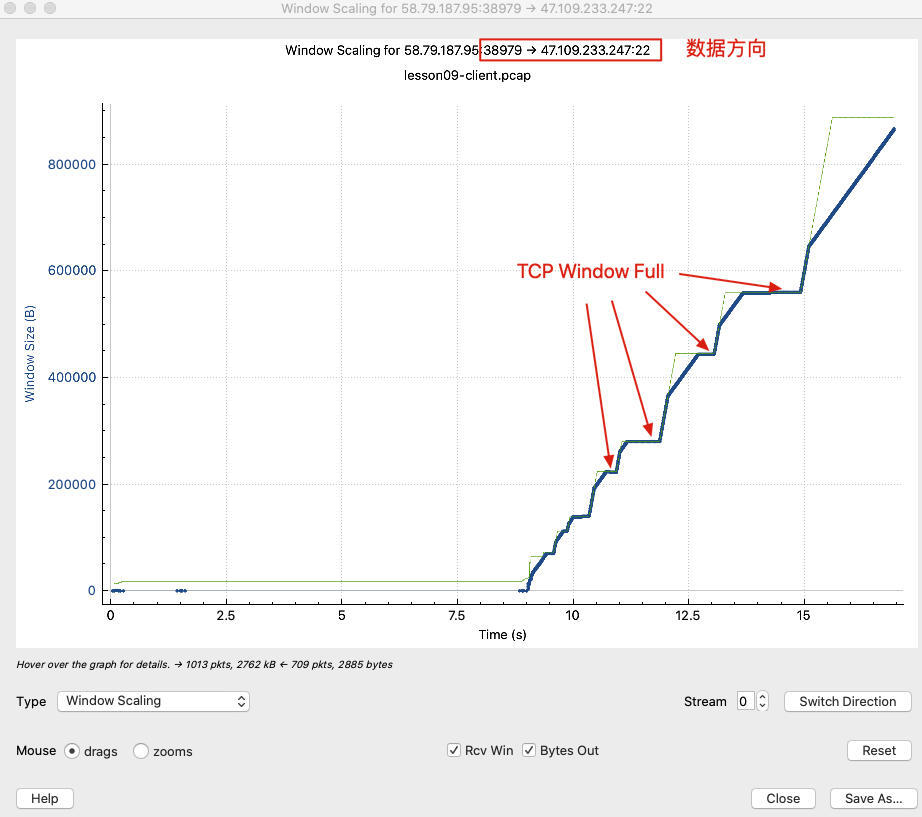 Window Scaling for 58.79.187.95:38979 → 47.109.233.247:22
Window Scaling for 58.79.187.95:38979 → 47.109.233.247:22 数据方向
lesson09-client.pcap
800000
600000
400000
200000
0
Window Size (B)
TCP Window Full
0 2.5 5 7.5 10 12.5 15
Time (s)
Hover over the graph for details. → 1013 pkts, 2762 kB ← 709 pkts, 2885 bytes
Type Window Scaling Stream 0 Switch Direction
Mouse drags zooms Rcv Win Bytes Out Reset
Help Close Save As...